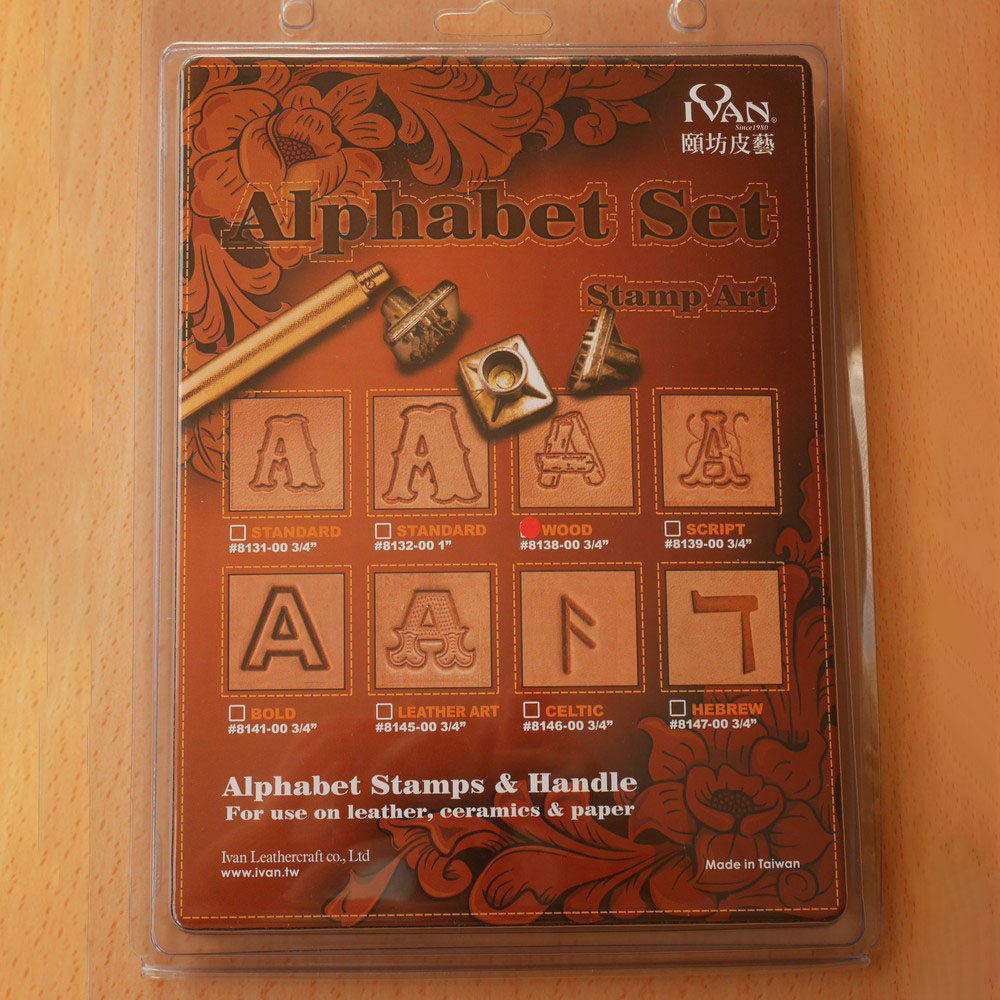 IVAN®
Since1980
頤坊皮藝
Alphabet Set
Stamp Art
STANDARD
#8131-00 3/4”
STANDARD
#8132-00 1”
WOOD
#8138-00 3/4”
SCRIPT
#8139-00 3/4”
BOLD
#8141-00 3/4”
LEATHER ART
#8145-00 3/4”
CELTIC
#8146-00 3/4”
HEBREW
#8147-00 3/4”
Alphabet Stamps & Handle
For use on leather, ceramics & paper
Ivan Leathercraft co., Ltd
www.ivan.tw
Made in Taiwan